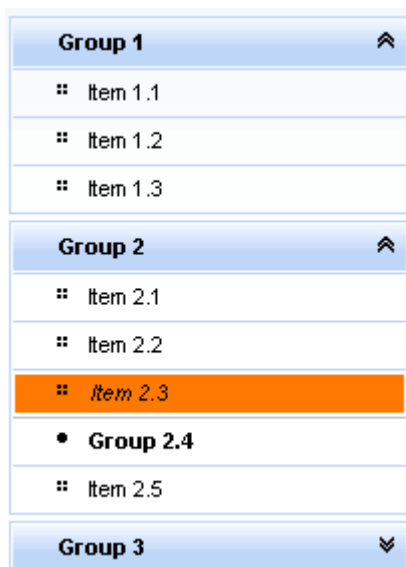 Group 1
Item 1.1
Item 1.2
Item 1.3
Group 2
Item 2.1
Item 2.2
Item 2.3
Group 2.4
Item 2.5
Group 3